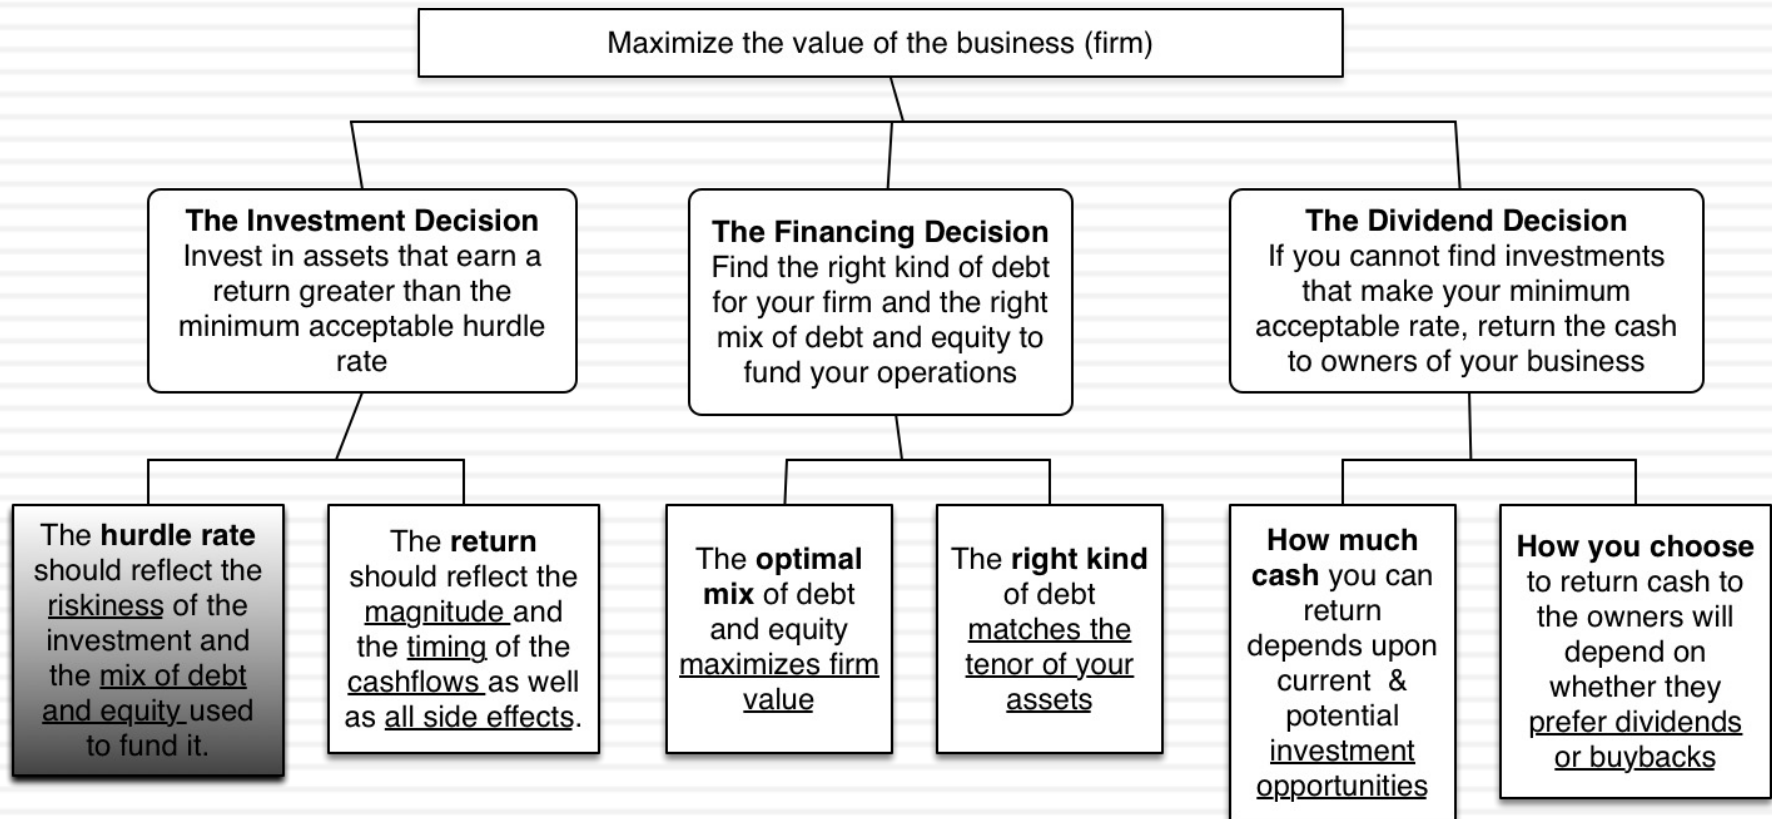 Maximize the value of the business (firm)
The Investment Decision
Invest in assets that earn a
return greater than the
minimum acceptable hurdle
rate
The Financing Decision
Find the right kind of debt
for your firm and the right
mix of debt and equity to
fund your operations
The Dividend Decision
If you cannot find investments
that make your minimum
acceptable rate, return the cash
to owners of your business
The hurdle rate
should reflect the
riskiness of the
investment and
the mix of debt
and equity used
to fund it.
The return
should reflect the
magnitude and
the timing of the
cashflows as well
as all side effects.
The optimal
mix of debt
and equity
maximizes firm
value
The right kind
of debt
matches the
tenor of your
assets
How much
cash you can
return
depends upon
current & 
potential
investment
opportunities
How you choose
to return cash to
the owners will
depend on
whether they
prefer dividends
or buybacks